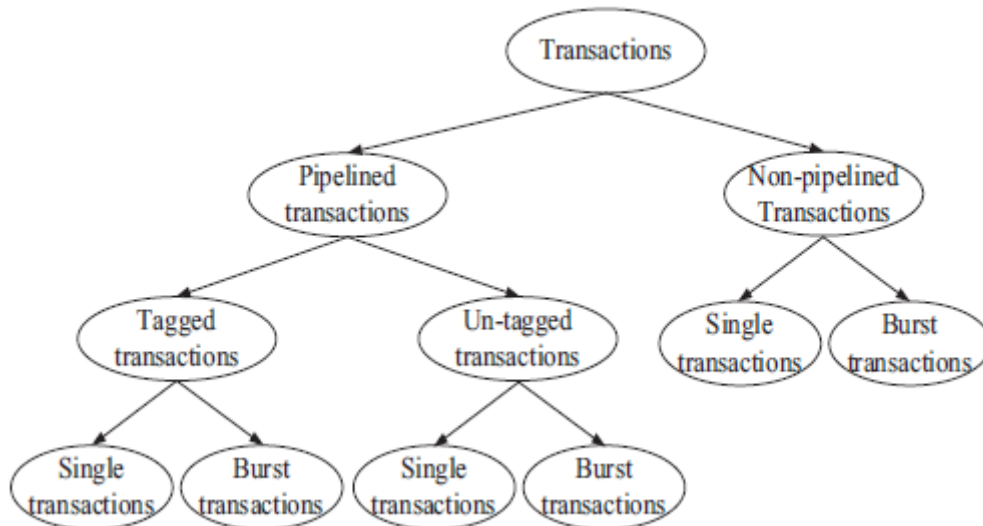 Transactions
Pipelined
transactions
Non-pipelined
Transactions
Tagged
transactions
Un-tagged
transactions
Single
transactions
Burst
transactions
Single
transactions
Burst
transactions
Single
transactions
Burst
transactions